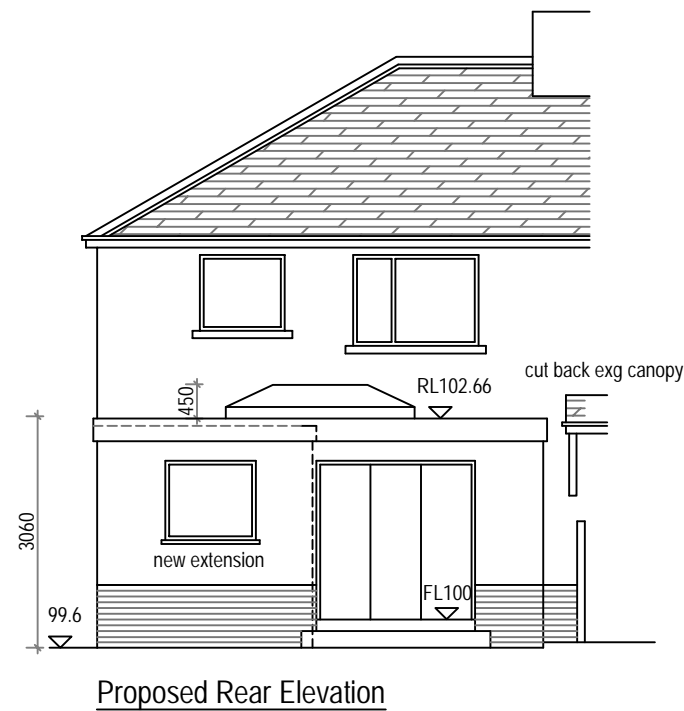 cut back exg canopy
RL102.66
450
3060
new extension
FL100
99.6
Proposed Rear Elevation